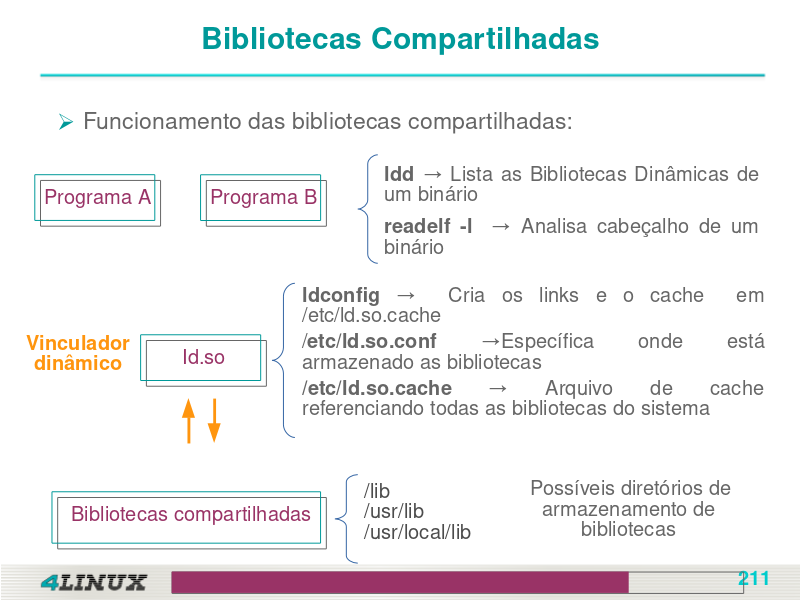 Bibliotecas Compartilhadas
Funcionamento das bibliotecas compartilhadas:
Programa A
Programa B
ldd → Lista as Bibliotecas Dinâmicas de
um binário
readelf -l → Analisa cabeçalho de um
binário
Vinculador
dinâmico
ld.so
ldconfig → Cria os links e o cache em
/etc/ld.so.cache
/etc/ld.so.conf →Específica onde está
armazenado as bibliotecas
/etc/ld.so.cache → Arquivo de cache
referenciando todas as bibliotecas do sistema
Bibliotecas compartilhadas
/lib
/usr/lib
/usr/local/lib
Possíveis diretórios de
armazenamento de
bibliotecas
4LINUX
211